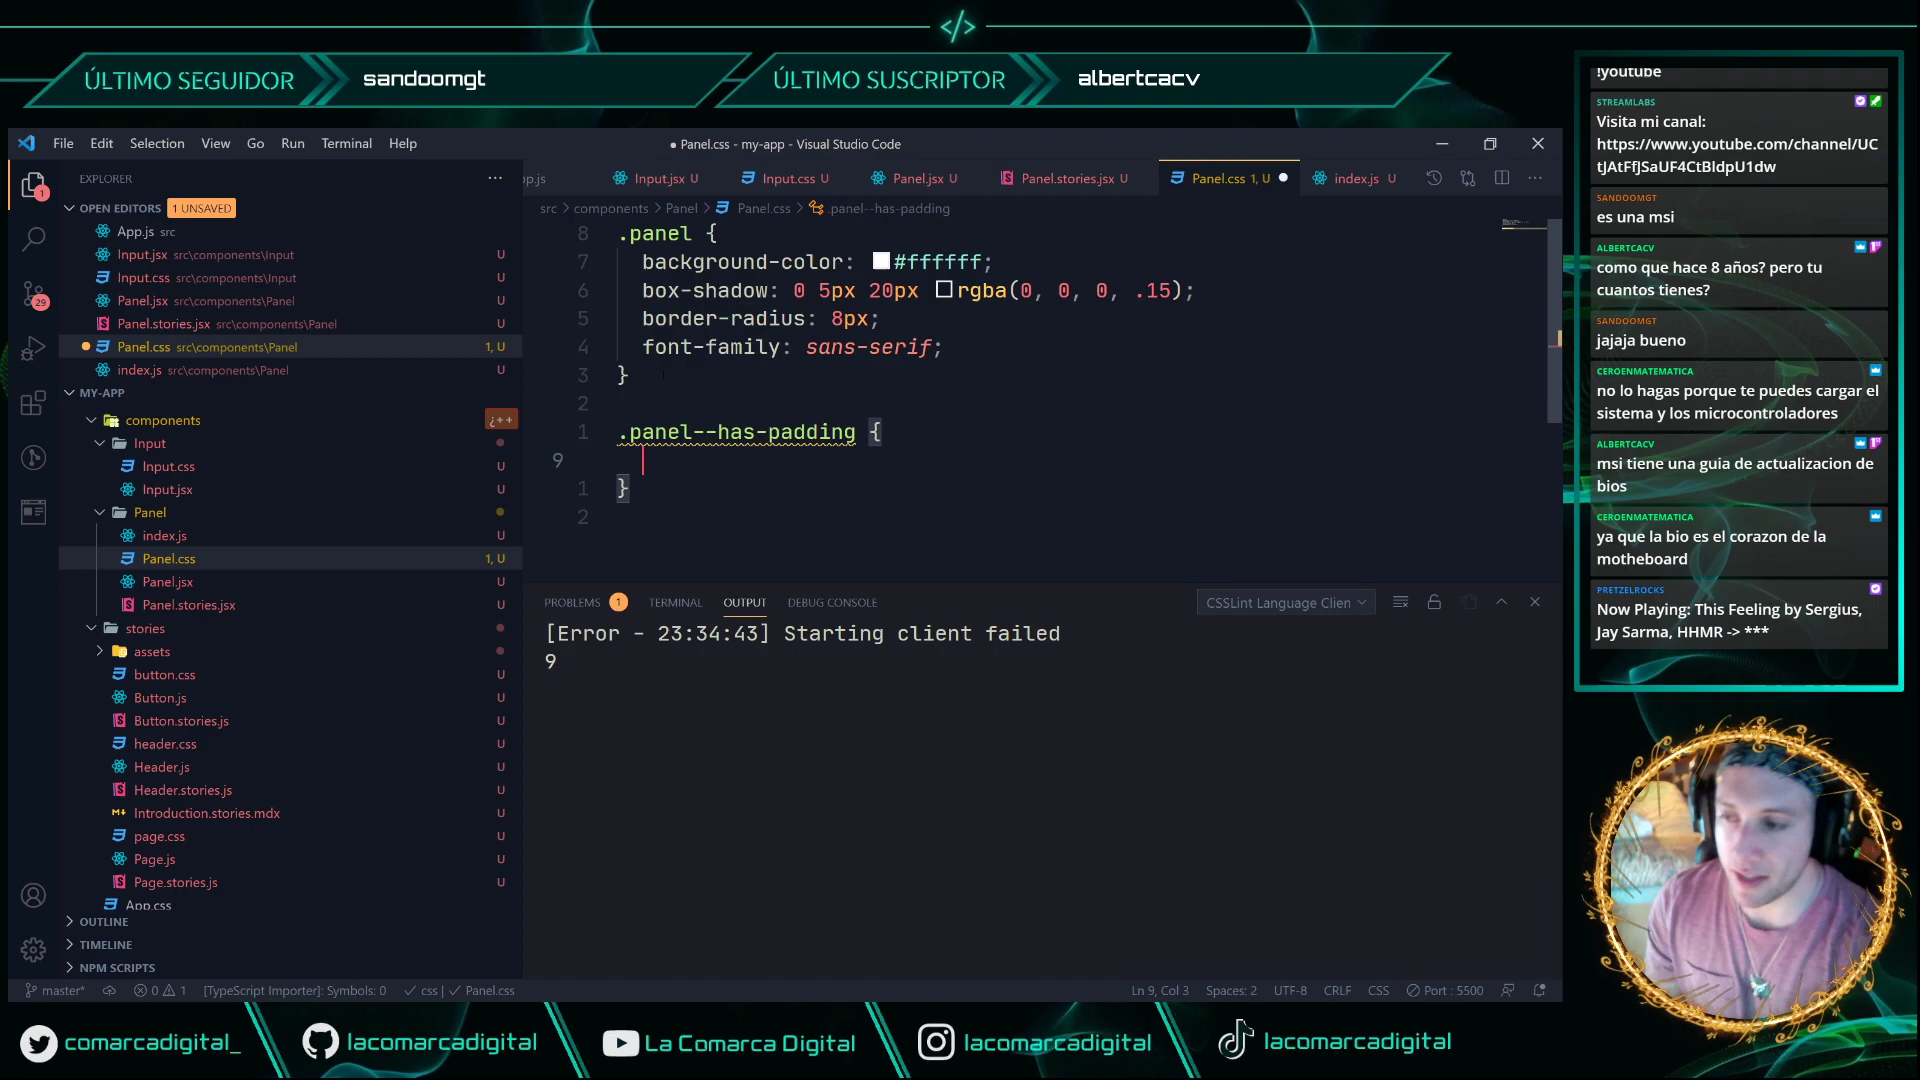 </>
ÚLTIMO SEGUIDOR
sandoomgt
ÚLTIMO SUSCRIPTOR
albertcacv
File Edit Selection View Go Run Terminal Help
● Panel.css - my-app - Visual Studio Code
EXPLORER
OPEN EDITORS 1 UNSAVED
App.js src
Input.jsx src\components\Input U
Input.css src\components\Input U
Panel.jsx src\components\Panel U
Panel.stories.jsx src\components\Panel U
Panel.css src\components\Panel 1, U
index.js src\components\Panel U
MY-APP
components
Input
Input.css U
Input.jsx U
Panel
index.js U
Panel.css 1, U
Panel.jsx U
Panel.stories.jsx U
stories
assets
button.css U
Button.js U
Button.stories.js U
header.css U
Header.js U
Header.stories.js U
Introduction.stories.mdx U
page.css U
Page.js U
Page.stories.js U
App.css
OUTLINE
TIMELINE
NPM SCRIPTS
1
29
Input.jsx U Input.css U Panel.jsx U Panel.stories.jsx U Panel.css 1, U index.js U
src > components > Panel > Panel.css > .panel--has-padding
8 .panel {
7 background-color: #ffffff;
6 box-shadow: 0 5px 20px rgba(0, 0, 0, .15);
5 border-radius: 8px;
4 font-family: sans-serif;
3 }
2
1 .panel--has-padding {
9
1 }
2
PROBLEMS 1 TERMINAL OUTPUT DEBUG CONSOLE
CSSLint Language Clien
[Error - 23:34:43] Starting client failed
9
master* 0 1 [TypeScript Importer]: Symbols: 0 css | Panel.css
Ln 9, Col 3 Spaces: 2 UTF-8 CRLF CSS Port : 5500
!youtube
STREAMLABS
Visita mi canal:
https://www.youtube.com/channel/UC
tJAtFfJSaUF4CtBldpU1dw
SANDOOMGT
es una msi
ALBERTCACV
como que hace 8 años? pero tu
cuantos tienes?
SANDOOMGT
jajaja bueno
CEROENMATEMATICA
no lo hagas porque te puedes cargar el
sistema y los microcontroladores
ALBERTCACV
msi tiene una guia de actualizacion de
bios
CEROENMATEMATICA
ya que la bio es el corazon de la
motheboard
PRETZELROCKS
Now Playing: This Feeling by Sergius,
Jay Sarma, HHMR -> ***
comarcadigital_
lacomarcadigital
La Comarca Digital
lacomarcadigital
lacomarcadigital